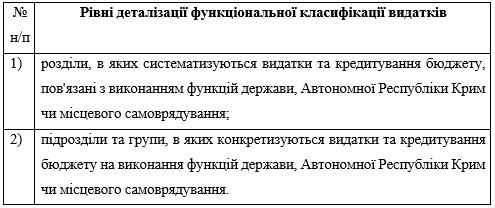 № Рівні деталізації функціональної класифікації видатків
н/п
1) розділи, в яких систематизуються видатки та кредитування бюджету,
пов'язані з виконанням функцій держави, Автономної Республіки Крим
чи місцевого самоврядування;
2) підрозділи та групи, в яких конкретизуються видатки та кредитування
бюджету на виконання функцій держави, Автономної Республіки Крим
чи місцевого самоврядування.